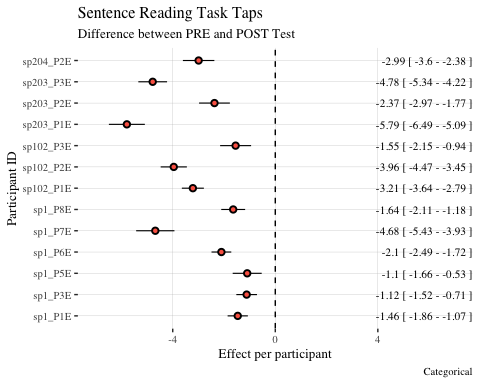 Sentence Reading Task Taps
Difference between PRE and POST Test
sp204_P2E -2.99 [ -3.6 - -2.38 ]
sp203_P3E -4.78 [ -5.34 - -4.22 ]
sp203_P2E -2.37 [ -2.97 - -1.77 ]
sp203_P1E -5.79 [ -6.49 - -5.09 ]
sp102_P3E -1.55 [ -2.15 - -0.94 ]
sp102_P2E -3.96 [ -4.47 - -3.45 ]
sp102_P1E -3.21 [ -3.64 - -2.79 ]
sp1_P8E -1.64 [ -2.11 - -1.18 ]
sp1_P7E -4.68 [ -5.43 - -3.93 ]
sp1_P6E -2.1 [ -2.49 - -1.72 ]
sp1_P5E -1.1 [ -1.66 - -0.53 ]
sp1_P3E -1.12 [ -1.52 - -0.71 ]
sp1_P1E -1.46 [ -1.86 - -1.07 ]
Participant ID
-4 0 4
Effect per participant
Categorical